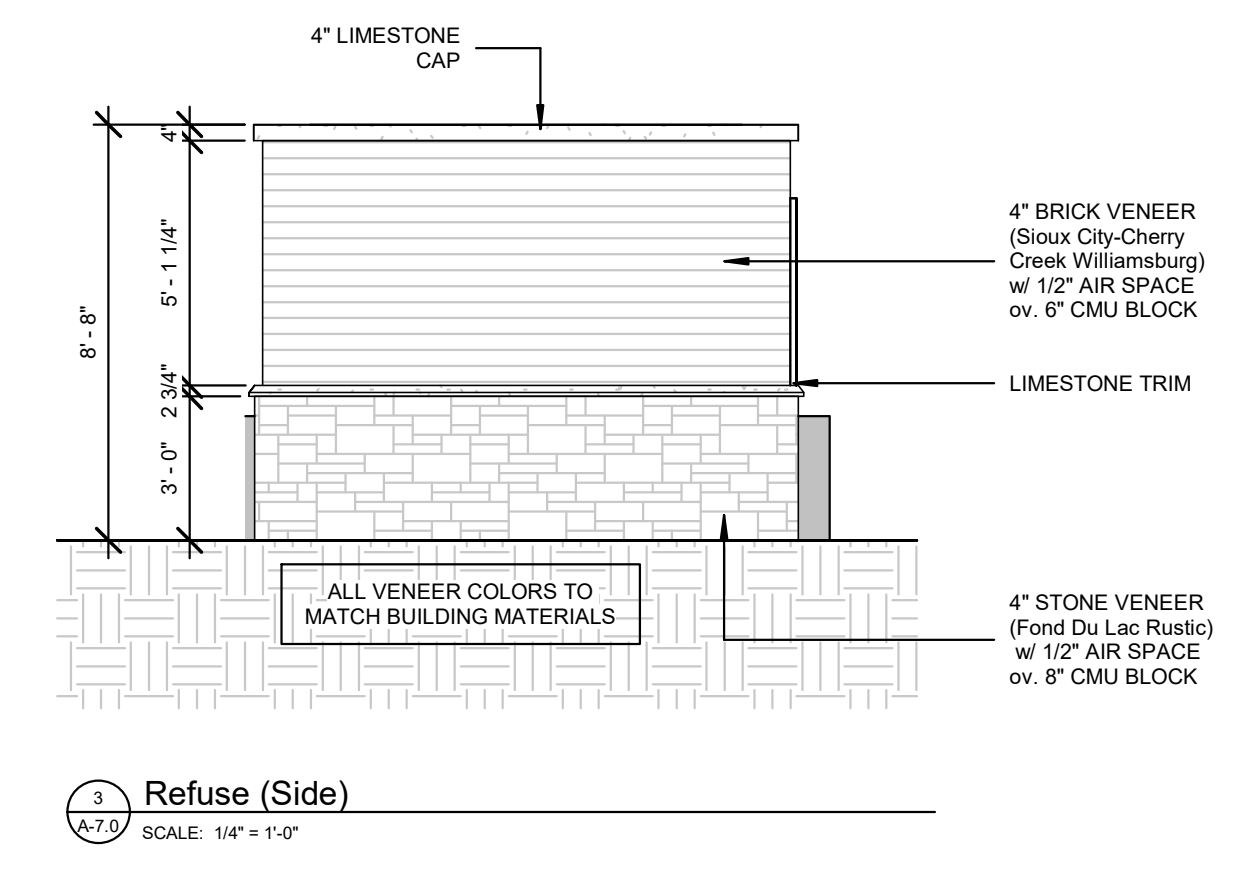 4" LIMESTONE
CAP
4"
5' - 1 1/4"
8' - 8"
2 3/4"
3' - 0"
4" BRICK VENEER
(Sioux City-Cherry
Creek Williamsburg)
w/ 1/2" AIR SPACE
ov. 6" CMU BLOCK
LIMESTONE TRIM
ALL VENEER COLORS TO
MATCH BUILDING MATERIALS
4" STONE VENEER
(Fond Du Lac Rustic)
w/ 1/2" AIR SPACE
ov. 8" CMU BLOCK
3
A-7.0
Refuse (Side)
SCALE: 1/4" = 1'-0"